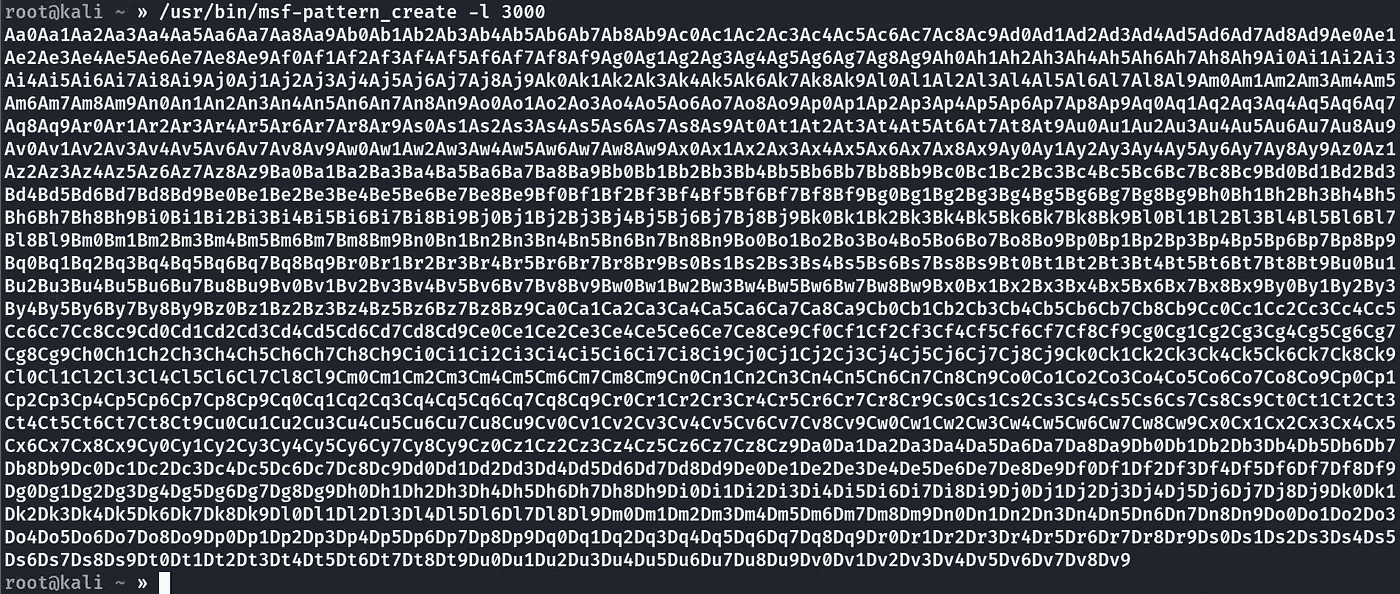 root@kali ~ » /usr/bin/msf-pattern_create -l 3000
Aa0Aa1Aa2Aa3Aa4Aa5Aa6Aa7Aa8Aa9Ab0Ab1Ab2Ab3Ab4Ab5Ab6Ab7Ab8Ab9Ac0Ac1Ac2Ac3Ac4Ac5Ac6Ac7Ac8Ac9Ad0Ad1Ad2Ad3Ad4Ad5Ad6Ad7Ad8Ad9Ae0Ae1
Ae2Ae3Ae4Ae5Ae6Ae7Ae8Ae9Af0Af1Af2Af3Af4Af5Af6Af7Af8Af9Ag0Ag1Ag2Ag3Ag4Ag5Ag6Ag7Ag8Ag9Ah0Ah1Ah2Ah3Ah4Ah5Ah6Ah7Ah8Ah9Ai0Ai1Ai2Ai3
Ai4Ai5Ai6Ai7Ai8Ai9Aj0Aj1Aj2Aj3Aj4Aj5Aj6Aj7Aj8Aj9Ak0Ak1Ak2Ak3Ak4Ak5Ak6Ak7Ak8Ak9Al0Al1Al2Al3Al4Al5Al6Al7Al8Al9Am0Am1Am2Am3Am4Am5
Am6Am7Am8Am9An0An1An2An3An4An5An6An7An8An9Ao0Ao1Ao2Ao3Ao4Ao5Ao6Ao7Ao8Ao9Ap0Ap1Ap2Ap3Ap4Ap5Ap6Ap7Ap8Ap9Aq0Aq1Aq2Aq3Aq4Aq5Aq6Aq7
Aq8Aq9Ar0Ar1Ar2Ar3Ar4Ar5Ar6Ar7Ar8Ar9As0As1As2As3As4As5As6As7As8As9At0At1At2At3At4At5At6At7At8At9Au0Au1Au2Au3Au4Au5Au6Au7Au8Au9
Av0Av1Av2Av3Av4Av5Av6Av7Av8Av9Aw0Aw1Aw2Aw3Aw4Aw5Aw6Aw7Aw8Aw9Ax0Ax1Ax2Ax3Ax4Ax5Ax6Ax7Ax8Ax9Ay0Ay1Ay2Ay3Ay4Ay5Ay6Ay7Ay8Ay9Az0Az1
Az2Az3Az4Az5Az6Az7Az8Az9Ba0Ba1Ba2Ba3Ba4Ba5Ba6Ba7Ba8Ba9Bb0Bb1Bb2Bb3Bb4Bb5Bb6Bb7Bb8Bb9Bc0Bc1Bc2Bc3Bc4Bc5Bc6Bc7Bc8Bc9Bd0Bd1Bd2Bd3
Bd4Bd5Bd6Bd7Bd8Bd9Be0Be1Be2Be3Be4Be5Be6Be7Be8Be9Bf0Bf1Bf2Bf3Bf4Bf5Bf6Bf7Bf8Bf9Bg0Bg1Bg2Bg3Bg4Bg5Bg6Bg7Bg8Bg9Bh0Bh1Bh2Bh3Bh4Bh5
Bh6Bh7Bh8Bh9Bi0Bi1Bi2Bi3Bi4Bi5Bi6Bi7Bi8Bi9Bj0Bj1Bj2Bj3Bj4Bj5Bj6Bj7Bj8Bj9Bk0Bk1Bk2Bk3Bk4Bk5Bk6Bk7Bk8Bk9Bl0Bl1Bl2Bl3Bl4Bl5Bl6Bl7
Bl8Bl9Bm0Bm1Bm2Bm3Bm4Bm5Bm6Bm7Bm8Bm9Bn0Bn1Bn2Bn3Bn4Bn5Bn6Bn7Bn8Bn9Bo0Bo1Bo2Bo3Bo4Bo5Bo6Bo7Bo8Bo9Bp0Bp1Bp2Bp3Bp4Bp5Bp6Bp7Bp8Bp9
Bq0Bq1Bq2Bq3Bq4Bq5Bq6Bq7Bq8Bq9Br0Br1Br2Br3Br4Br5Br6Br7Br8Br9Bs0Bs1Bs2Bs3Bs4Bs5Bs6Bs7Bs8Bs9Bt0Bt1Bt2Bt3Bt4Bt5Bt6Bt7Bt8Bt9Bu0Bu1
Bu2Bu3Bu4Bu5Bu6Bu7Bu8Bu9Bv0Bv1Bv2Bv3Bv4Bv5Bv6Bv7Bv8Bv9Bw0Bw1Bw2Bw3Bw4Bw5Bw6Bw7Bw8Bw9Bx0Bx1Bx2Bx3Bx4Bx5Bx6Bx7Bx8Bx9By0By1By2By3
By4By5By6By7By8By9Bz0Bz1Bz2Bz3Bz4Bz5Bz6Bz7Bz8Bz9Ca0Ca1Ca2Ca3Ca4Ca5Ca6Ca7Ca8Ca9Cb0Cb1Cb2Cb3Cb4Cb5Cb6Cb7Cb8Cb9Cc0Cc1Cc2Cc3Cc4Cc5
Cc6Cc7Cc8Cc9Cd0Cd1Cd2Cd3Cd4Cd5Cd6Cd7Cd8Cd9Ce0Ce1Ce2Ce3Ce4Ce5Ce6Ce7Ce8Ce9Cf0Cf1Cf2Cf3Cf4Cf5Cf6Cf7Cf8Cf9Cg0Cg1Cg2Cg3Cg4Cg5Cg6Cg7
Cg8Cg9Ch0Ch1Ch2Ch3Ch4Ch5Ch6Ch7Ch8Ch9Ci0Ci1Ci2Ci3Ci4Ci5Ci6Ci7Ci8Ci9Cj0Cj1Cj2Cj3Cj4Cj5Cj6Cj7Cj8Cj9Ck0Ck1Ck2Ck3Ck4Ck5Ck6Ck7Ck8Ck9
Cl0Cl1Cl2Cl3Cl4Cl5Cl6Cl7Cl8Cl9Cm0Cm1Cm2Cm3Cm4Cm5Cm6Cm7Cm8Cm9Cn0Cn1Cn2Cn3Cn4Cn5Cn6Cn7Cn8Cn9Co0Co1Co2Co3Co4Co5Co6Co7Co8Co9Cp0Cp1
Cp2Cp3Cp4Cp5Cp6Cp7Cp8Cp9Cq0Cq1Cq2Cq3Cq4Cq5Cq6Cq7Cq8Cq9Cr0Cr1Cr2Cr3Cr4Cr5Cr6Cr7Cr8Cr9Cs0Cs1Cs2Cs3Cs4Cs5Cs6Cs7Cs8Cs9Ct0Ct1Ct2Ct3
Ct4Ct5Ct6Ct7Ct8Ct9Cu0Cu1Cu2Cu3Cu4Cu5Cu6Cu7Cu8Cu9Cv0Cv1Cv2Cv3Cv4Cv5Cv6Cv7Cv8Cv9Cw0Cw1Cw2Cw3Cw4Cw5Cw6Cw7Cw8Cw9Cx0Cx1Cx2Cx3Cx4Cx5
Cx6Cx7Cx8Cx9Cy0Cy1Cy2Cy3Cy4Cy5Cy6Cy7Cy8Cy9Cz0Cz1Cz2Cz3Cz4Cz5Cz6Cz7Cz8Cz9Da0Da1Da2Da3Da4Da5Da6Da7Da8Da9Db0Db1Db2Db3Db4Db5Db6Db7
Db8Db9Dc0Dc1Dc2Dc3Dc4Dc5Dc6Dc7Dc8Dc9Dd0Dd1Dd2Dd3Dd4Dd5Dd6Dd7Dd8Dd9De0De1De2De3De4De5De6De7De8De9Df0Df1Df2Df3Df4Df5Df6Df7Df8Df9
Dg0Dg1Dg2Dg3Dg4Dg5Dg6Dg7Dg8Dg9Dh0Dh1Dh2Dh3Dh4Dh5Dh6Dh7Dh8Dh9Di0Di1Di2Di3Di4Di5Di6Di7Di8Di9Dj0Dj1Dj2Dj3Dj4Dj5Dj6Dj7Dj8Dj9Dk0Dk1
Dk2Dk3Dk4Dk5Dk6Dk7Dk8Dk9Dl0Dl1Dl2Dl3Dl4Dl5Dl6Dl7Dl8Dl9Dm0Dm1Dm2Dm3Dm4Dm5Dm6Dm7Dm8Dm9Dn0Dn1Dn2Dn3Dn4Dn5Dn6Dn7Dn8Dn9Do0Do1Do2Do3
Do4Do5Do6Do7Do8Do9Dp0Dp1Dp2Dp3Dp4Dp5Dp6Dp7Dp8Dp9Dq0Dq1Dq2Dq3Dq4Dq5Dq6Dq7Dq8Dq9Dr0Dr1Dr2Dr3Dr4Dr5Dr6Dr7Dr8Dr9Ds0Ds1Ds2Ds3Ds4Ds5
Ds6Ds7Ds8Ds9Dt0Dt1Dt2Dt3Dt4Dt5Dt6Dt7Dt8Dt9Du0Du1Du2Du3Du4Du5Du6Du7Du8Du9Dv0Dv1Dv2Dv3Dv4Dv5Dv6Dv7Dv8Dv9
root@kali ~ »